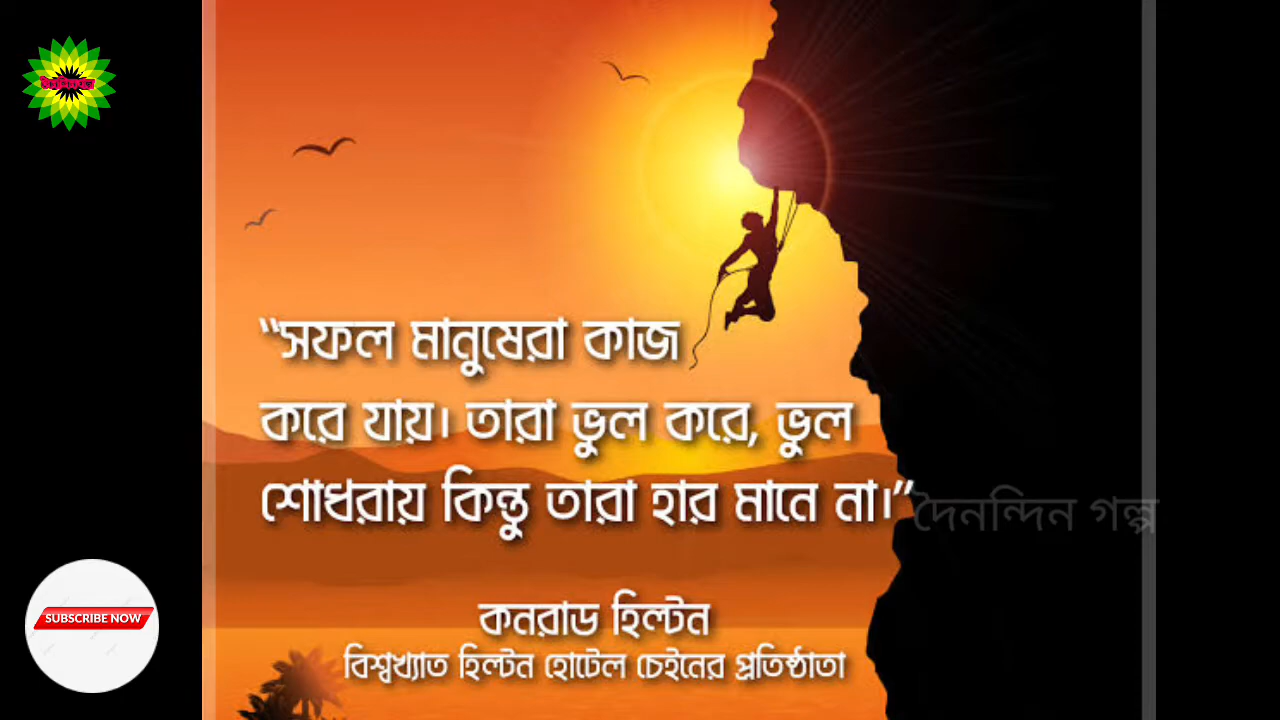 “সফল মানুষেরা কাজ
করে যায়। তারা ভুল করে, ভুল
শোধরায় কিন্তু তারা হার মানে না।”
দৈনন্দিন গল্প
কনরাড হিল্টন
বিশ্বখ্যাত হিল্টন হোটেল চেইনের প্রতিষ্ঠাতা
SUBSCRIBE NOW